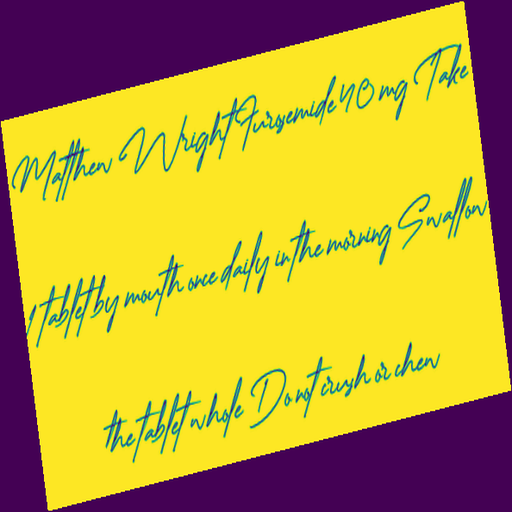 Matthew Wright Furosemide 40 mg Take
1 tablet by mouth once daily in the morning Swallow
the tablet whole Do not crush or chew